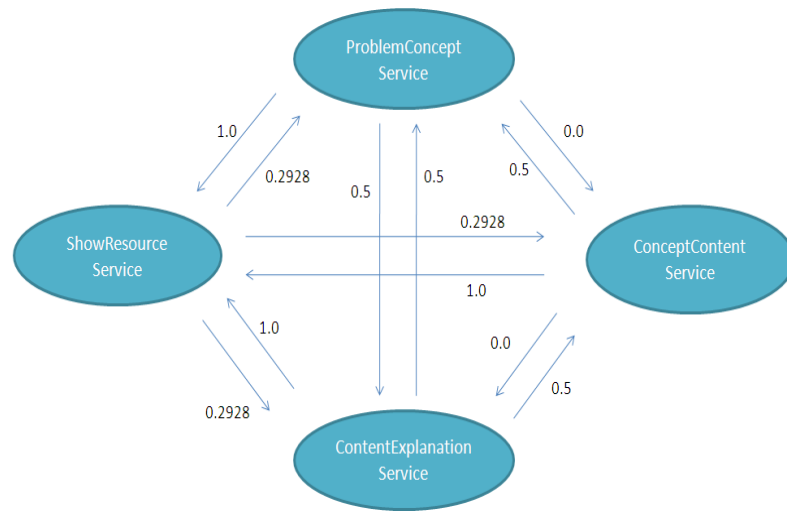 ProblemConcept
Service
1.0
0.0
0.2928
0.5
0.5
0.5
ShowResource
Service
0.2928
ConceptContent
Service
1.0
1.0
0.0
0.2928
0.5
ContentExplanation
Service